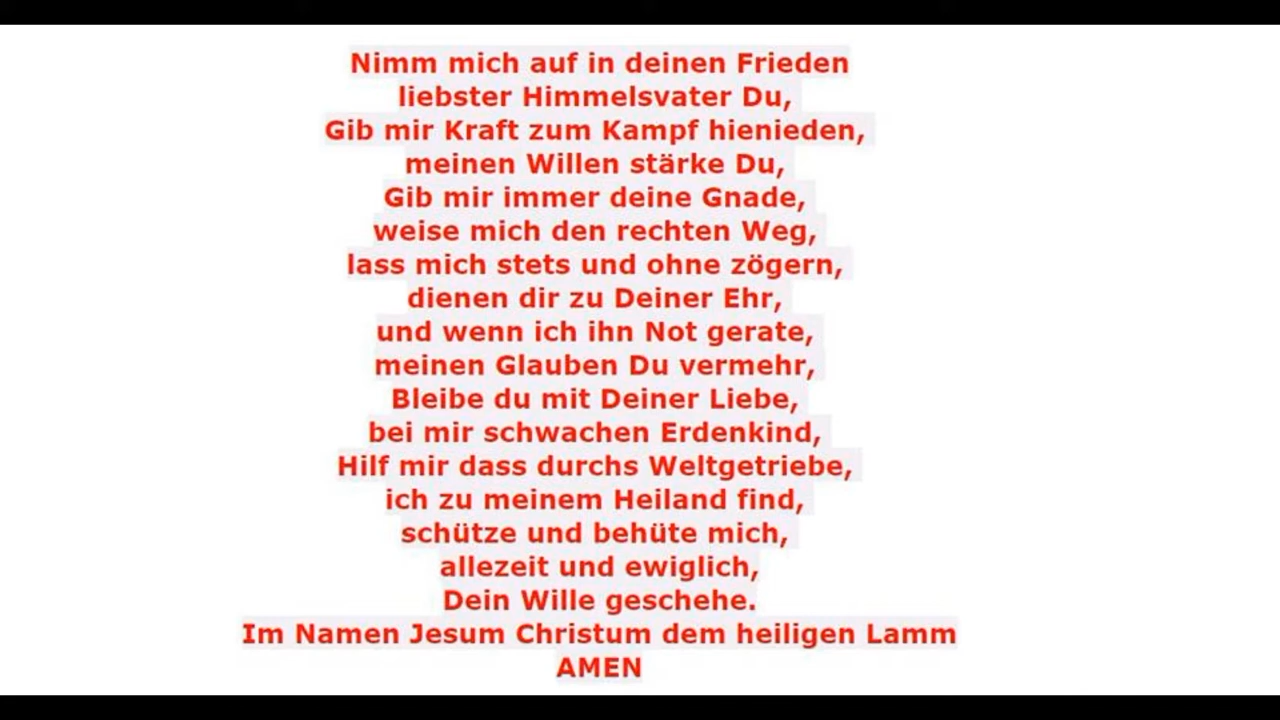 Nimm mich auf in deinen Frieden
liebster Himmelsvater Du,
Gib mir Kraft zum Kampf hienieden,
meinen Willen stärke Du,
Gib mir immer deine Gnade,
weise mich den rechten Weg,
lass mich stets und ohne zögern,
dienen dir zu Deiner Ehr,
und wenn ich ihn Not gerate,
meinen Glauben Du vermehr,
Bleibe du mit Deiner Liebe,
bei mir schwachen Erdenkind,
Hilf mir dass durchs Weltgetriebe,
ich zu meinem Heiland find,
schütze und behüte mich,
allezeit und ewiglich,
Dein Wille geschehe.
Im Namen Jesum Christum dem heiligen Lamm
AMEN